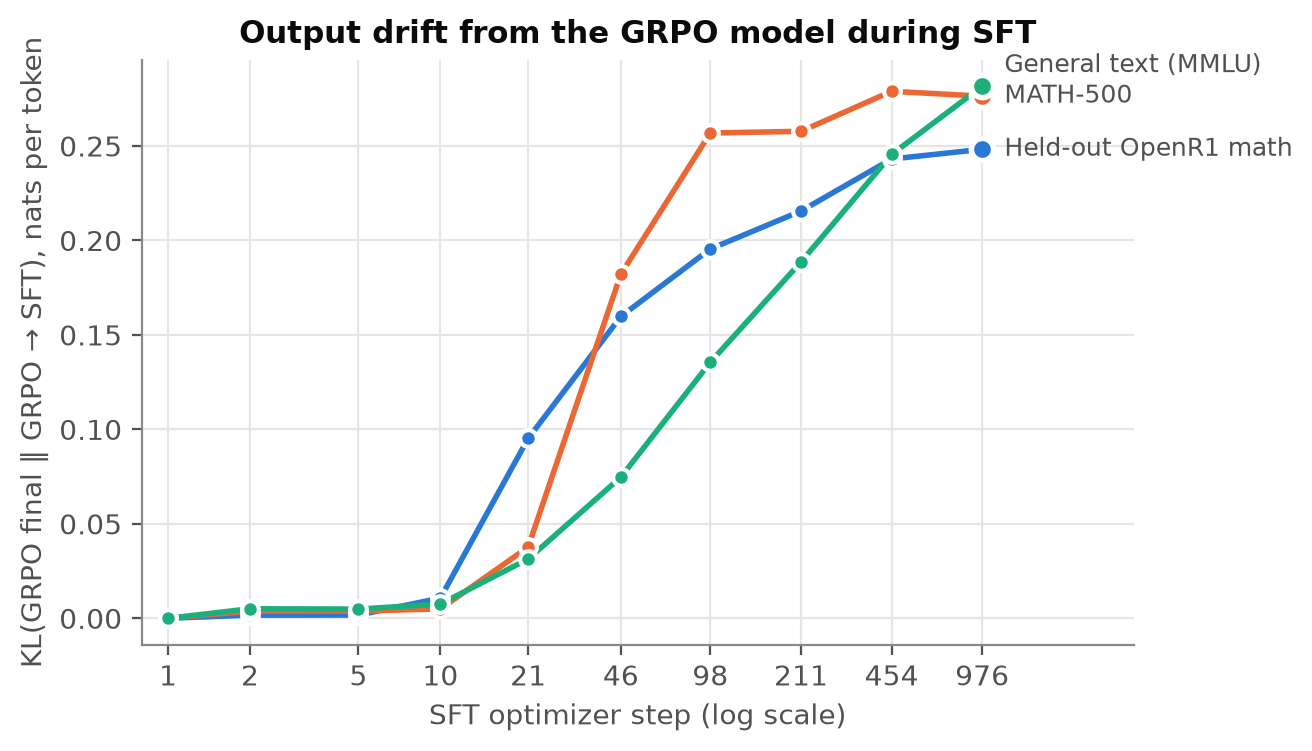 Output drift from the GRPO model during SFT
KL(GRPO final ∥ GRPO → SFT), nats per token
0.25
0.20
0.15
0.10
0.05
0.00
General text (MMLU)
MATH-500
Held-out OpenR1 math
1 2 5 10 21 46 98 211 454 976
SFT optimizer step (log scale)